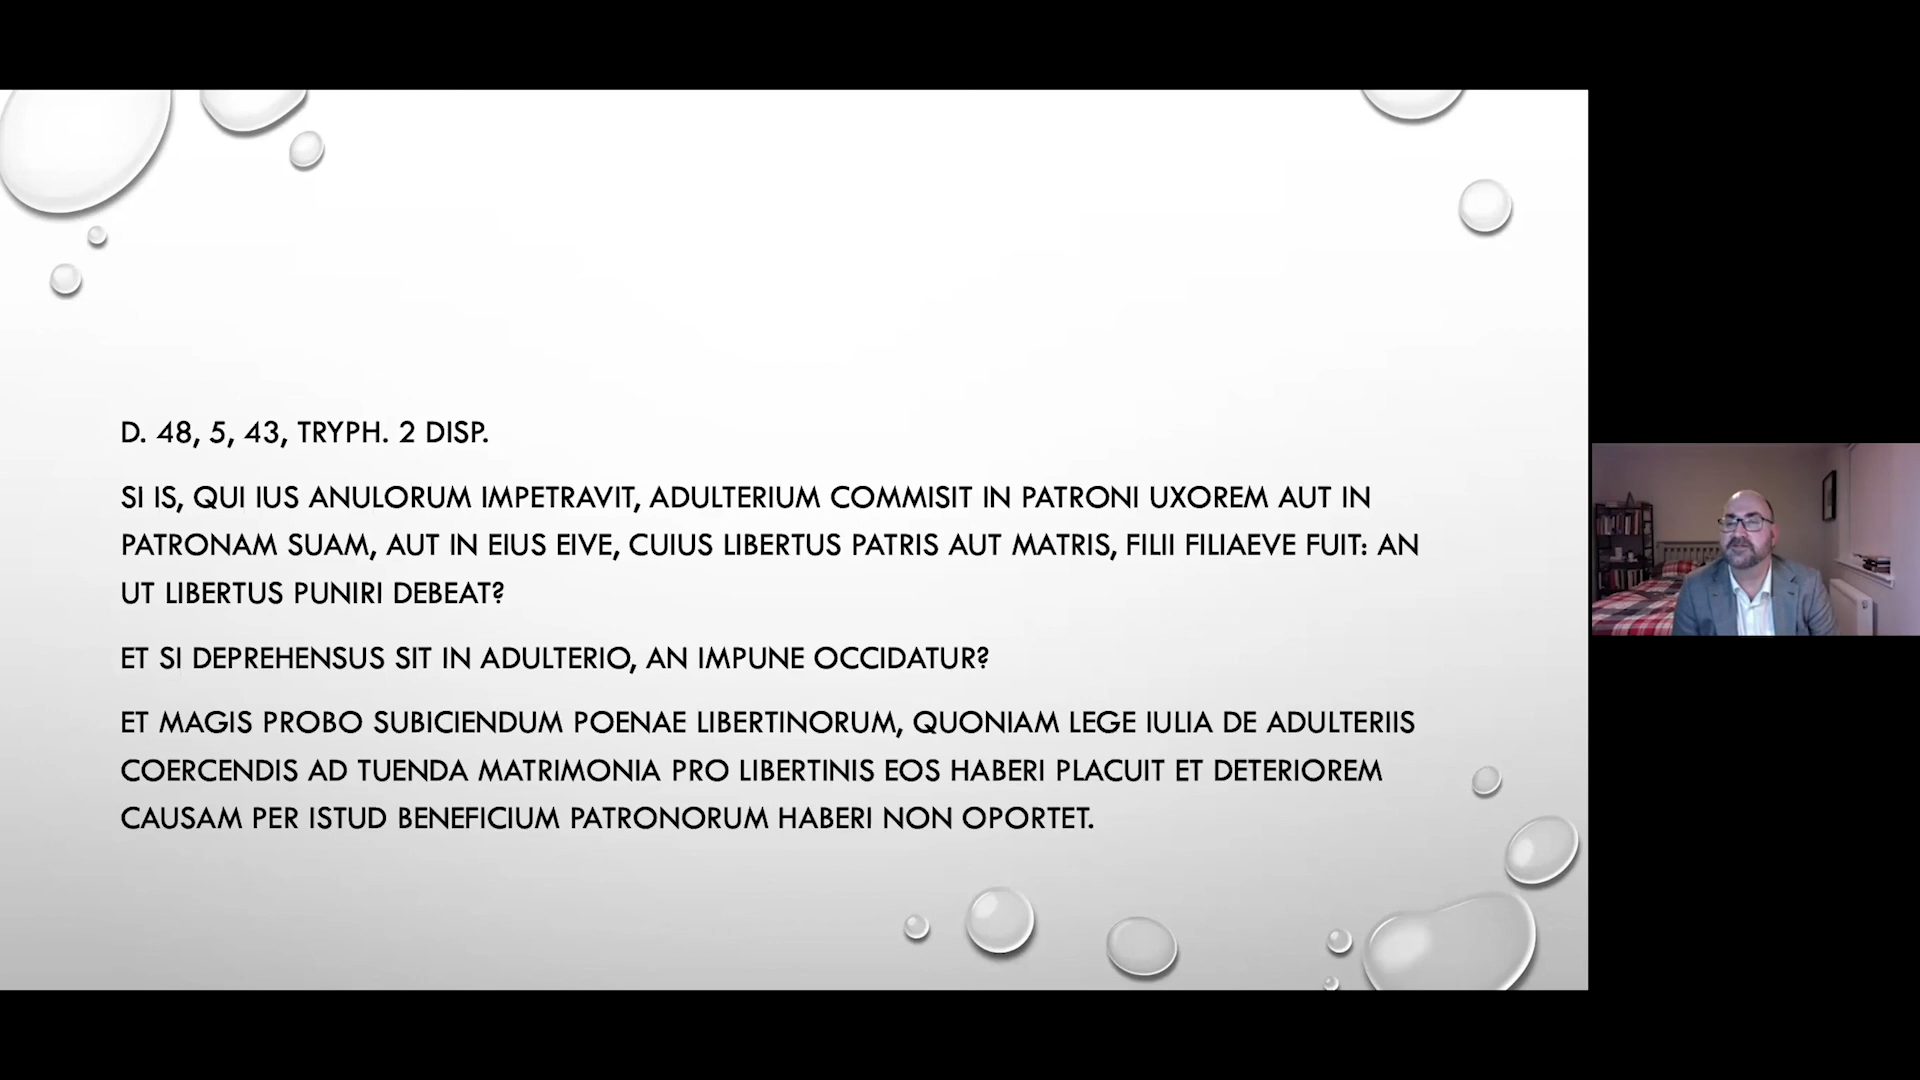 D. 48, 5, 43, TRYPH. 2 DISP.
SI IS, QUI IUS ANULORUM IMPETRAVIT, ADULTERIUM COMMISIT IN PATRONI UXOREM AUT IN
PATRONAM SUAM, AUT IN EIUS EIVE, CUIUS LIBERTUS PATRIS AUT MATRIS, FILII FILIAEVE FUIT: AN
UT LIBERTUS PUNIRI DEBEAT?
ET SI DEPREHENSUS SIT IN ADULTERIO, AN IMPUNE OCCIDATUR?
ET MAGIS PROBO SUBICIENDUM POENAE LIBERTINORUM, QUONIAM LEGE IULIA DE ADULTERIIS
COERCENDIS AD TUENDA MATRIMONIA PRO LIBERTINIS EOS HABERI PLACUIT ET DETERIOREM
CAUSAM PER ISTUD BENEFICIUM PATRONORUM HABERI NON OPORTET.